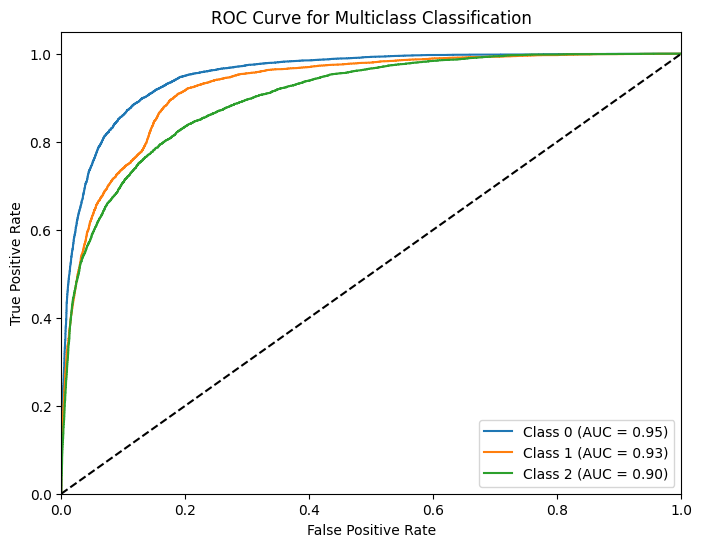 ROC Curve for Multiclass Classification
True Positive Rate
1.0
0.8
0.6
0.4
0.2
0.0
Class 0 (AUC = 0.95)
Class 1 (AUC = 0.93)
Class 2 (AUC = 0.90)
0.0 0.2 0.4 0.6 0.8 1.0
False Positive Rate